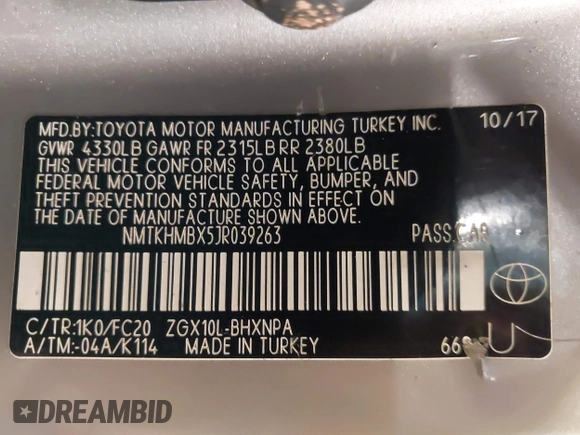 MFD.BY:TOYOTA MOTOR MANUFACTURING TURKEY INC. 10/17
GVWR 4330LB GAWR FR 2315LB RR 2380LB
THIS VEHICLE CONFORMS TO ALL APPLICABLE
FEDERAL MOTOR VEHICLE SAFETY, BUMPER, AND
THEFT PREVENTION STANDARDS IN EFFECT ON
THE DATE OF MANUFACTURE SHOWN ABOVE.
NMTKHMBX5JR039263 PASS.CAR
C/TR:1K0/FC20 ZGX10L-BHXNPA
A/TM:-04A/K114 MADE IN TURKEY
DREAMBID